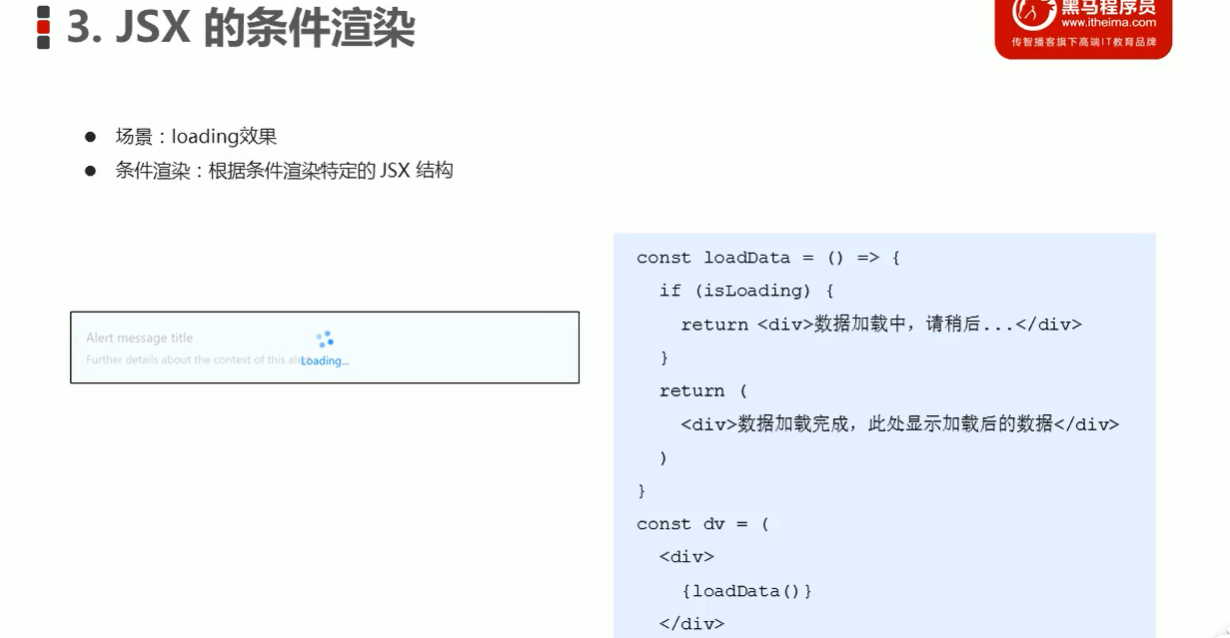 3. JSX 的条件渲染
黑马程序员
www.itheima.com
传智播客旗下高端IT教育品牌
● 场景：loading效果
● 条件渲染：根据条件渲染特定的 JSX 结构
Alert message title
Further details about the context of this
Loading...
const loadData = () => {
if (isLoading) {
return <div>数据加载中，请稍后...</div>
}
return (
<div>数据加载完成，此处显示加载后的数据</div>
)
}
const dv = (
<div>
{loadData()}
</div>